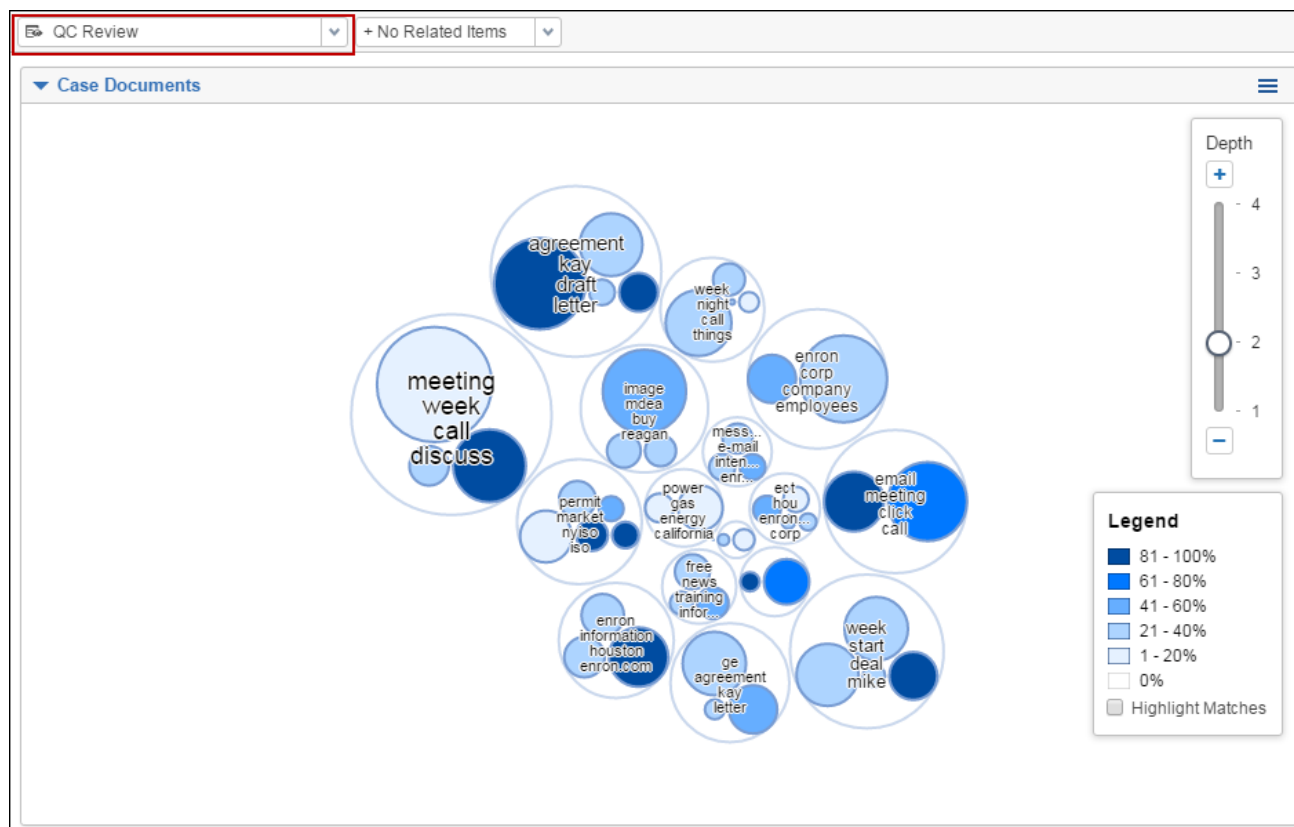 QC Review
+ No Related Items
Case Documents
Depth
+
- 4
- 3
- 2
- 1
−
agreement
kay
draft
letter
week
night
call
things
enron
corp
company
employees
meeting
week
call
discuss
image
mdea
buy
reagan
mess...
e-mail
inten...
enr...
email
meeting
click
call
permit
market
nyiso
iso
power
gas
energy
california
ect
hou
enron...
corp
free
news
training
infor...
enron
information
houston
enron.com
ge
agreement
kay
letter
week
start
deal
mike
Legend
81 - 100%
61 - 80%
41 - 60%
21 - 40%
1 - 20%
0%
Highlight Matches